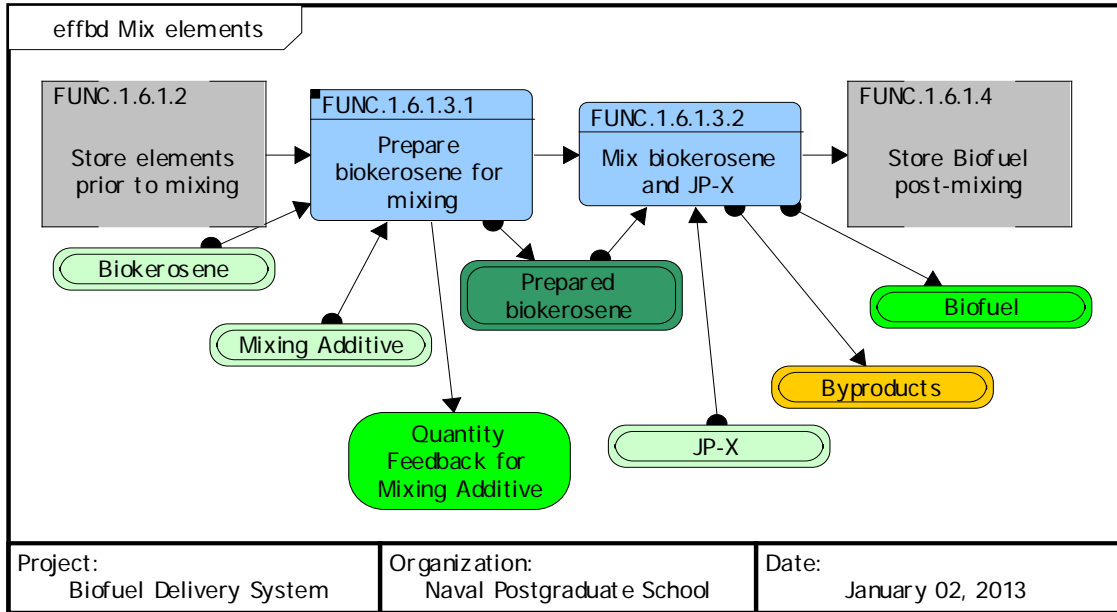 effbd Mix elements
FUNC.1.6.1.2
Store elements
prior to mixing
FUNC.1.6.1.3.1
Prepare
biokerosene for
mixing
FUNC.1.6.1.3.2
Mix biokerosene
and JP-X
FUNC.1.6.1.4
Store Biofuel
post-mixing
Biokerosene
Mixing Additive
Prepared
biokerosene
Biofuel
Byproducts
Quantity
Feedback for
Mixing Additive
JP-X
Project:
Biofuel Delivery System
Organization:
Naval Postgraduate School
Date:
January 02, 2013